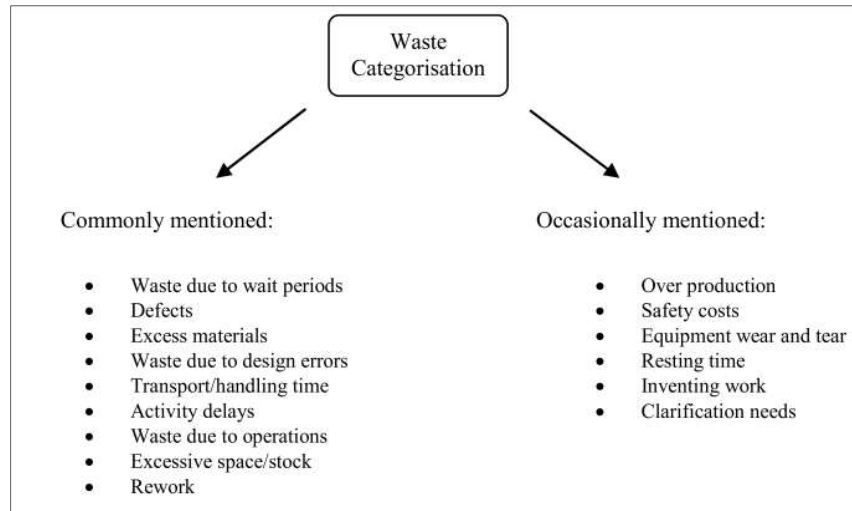 Waste
Categorisation
Commonly mentioned:
• Waste due to wait periods
• Defects
• Excess materials
• Waste due to design errors
• Transport/handling time
• Activity delays
• Waste due to operations
• Excessive space/stock
• Rework
Occasionally mentioned:
• Over production
• Safety costs
• Equipment wear and tear
• Resting time
• Inventing work
• Clarification needs